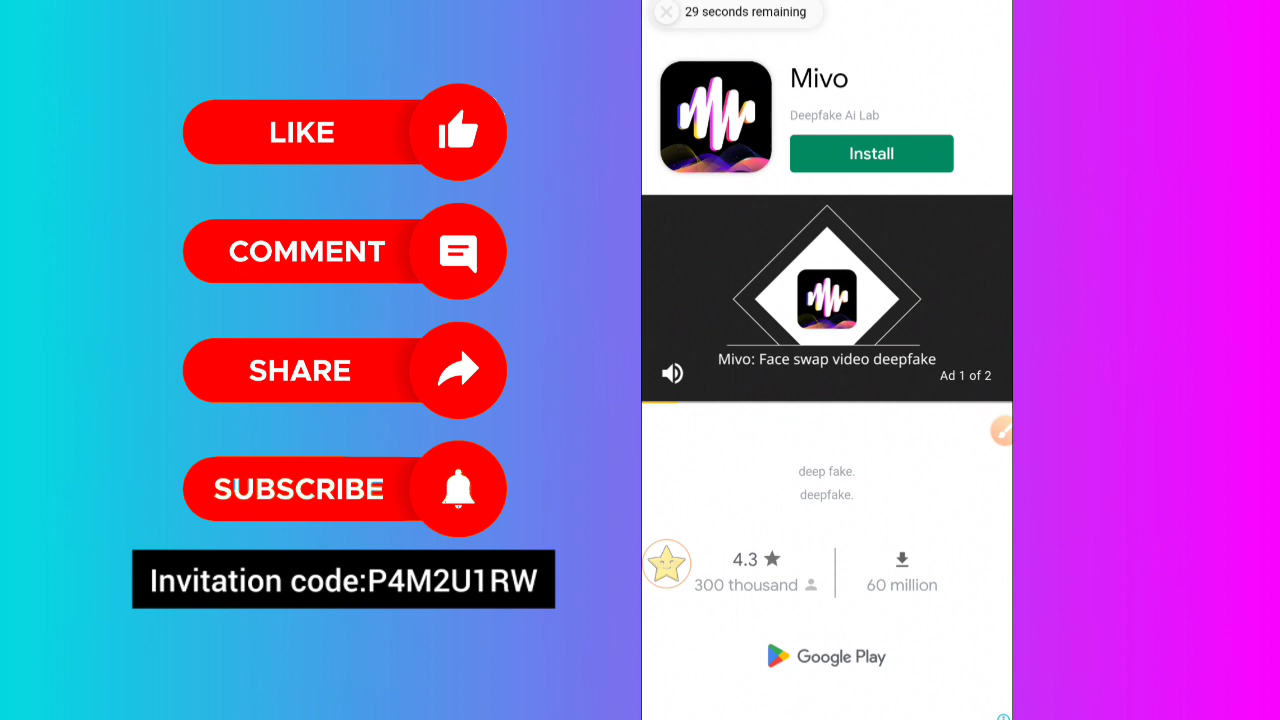 LIKE
COMMENT
SHARE
SUBSCRIBE
Invitation code:P4M2U1RW
29 seconds remaining
Mivo
Deepfake Ai Lab
Install
Mivo: Face swap video deepfake
Ad 1 of 2
deep fake.
deepfake.
4.3
300 thousand
60 million
Google Play